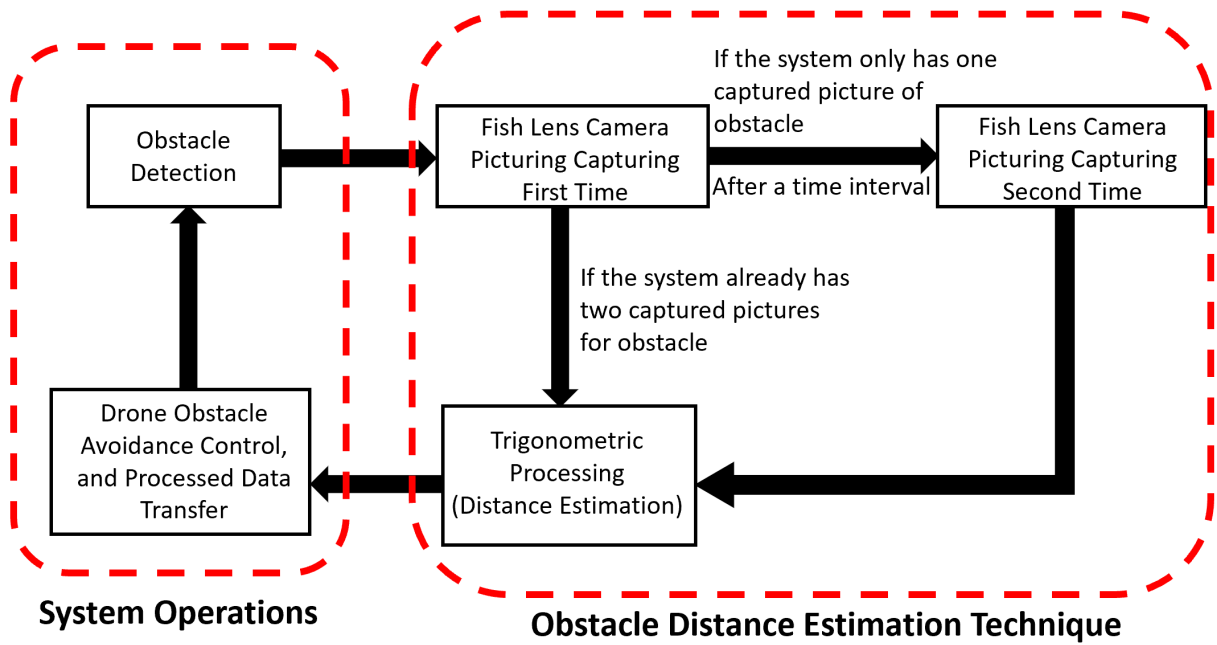 Obstacle
Detection
Fish Lens Camera
Picturing Capturing
First Time
If the system only has one
captured picture of
obstacle
After a time interval
Fish Lens Camera
Picturing Capturing
Second Time
If the system already has
two captured pictures
for obstacle
Drone Obstacle
Avoidance Control,
and Processed Data
Transfer
Trigonometric
Processing
(Distance Estimation)
System Operations
Obstacle Distance Estimation Technique